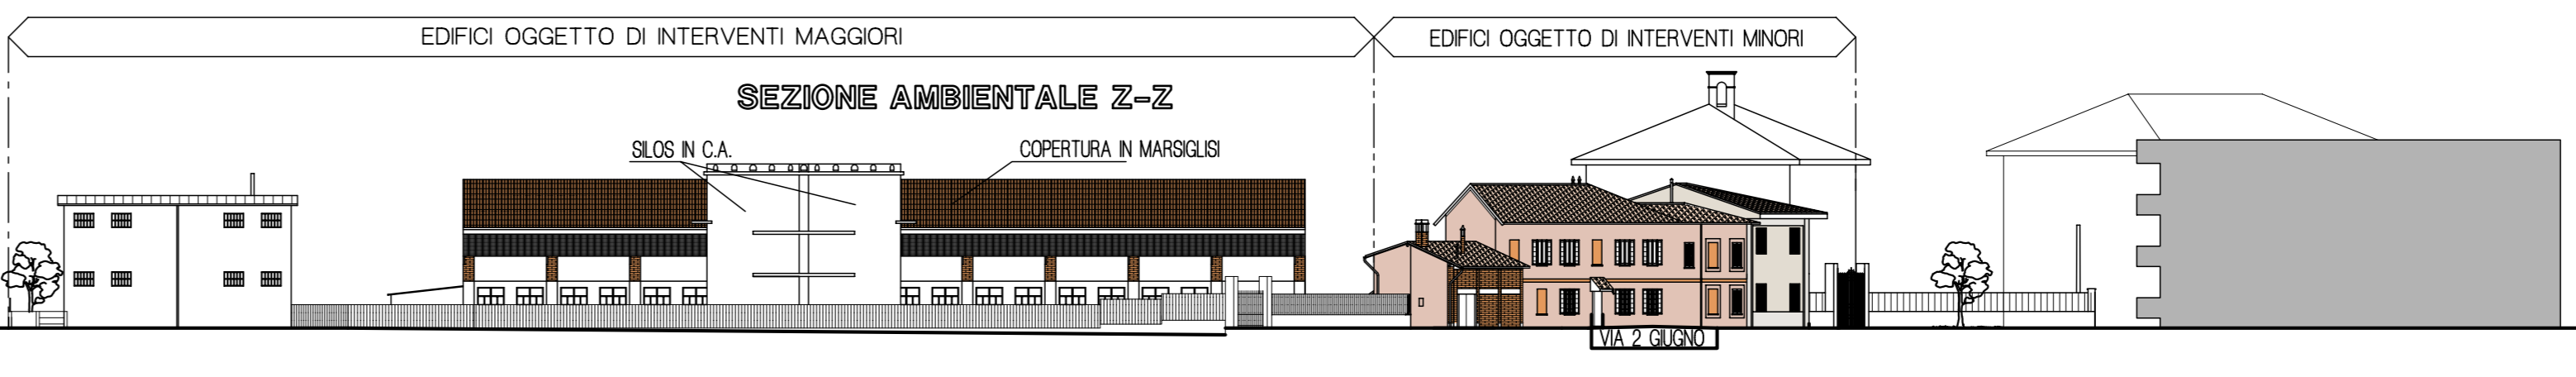 EDIFICI OGGETTO DI INTERVENTI MAGGIORI
EDIFICI OGGETTO DI INTERVENTI MINORI
SEZIONE AMBIENTALE Z-Z
SILOS IN C.A.
COPERTURA IN MARSIGLISI
VIA 2 GIUGNO